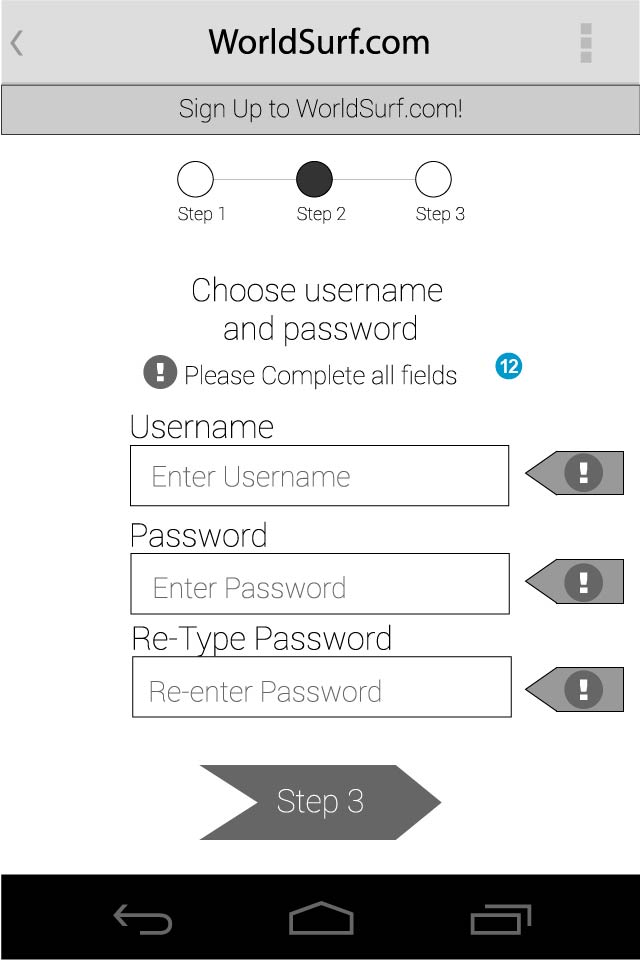 WorldSurf.com
Sign Up to WorldSurf.com!
Step 1 Step 2 Step 3
Choose username
and password
! Please Complete all fields 12
Username
Enter Username !
Password
Enter Password !
Re-Type Password
Re-enter Password !
Step 3